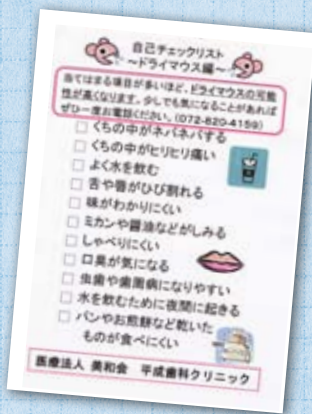 自己チェックリスト
～ドライマウス編～
当てはまる項目が多いほど、ドライマウスの可能
性が高くなります。少しでも気になることがあれば
ぜひ一度お電話ください。(072-820-4159)
□ くちの中がネバネバする
□ くちの中がヒリヒリ痛い
□ よく水を飲む
□ 舌や唇がひび割れる
□ 味がわかりにくい
□ ミカンや醤油などがしみる
□ しゃべりにくい
□ 口臭が気になる
□ 虫歯や歯周病になりやすい
□ 水を飲むために夜間に起きる
□ パンやお煎餅など乾いた
ものが食べにくい
医療法人 美和会 平成歯科クリニック